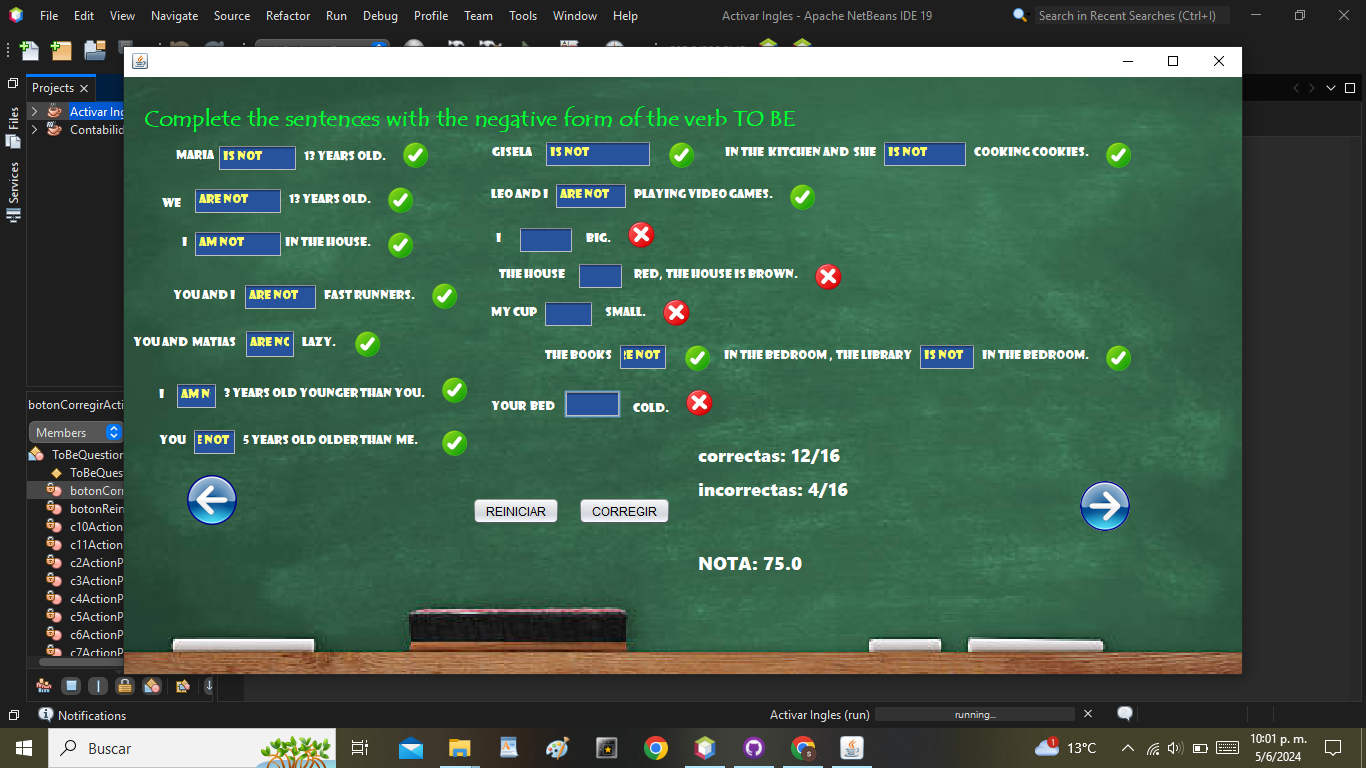 File Edit View Navigate Source Refactor Run Debug Profile Team Tools Window Help Activar Ingles - Apache NetBeans IDE 19 Search in Recent Searches (Ctrl+I)
Projects
Files
Services
Activar Ing
Contabilid
Complete the sentences with the negative form of the verb TO BE
MARIA IS NOT 13 YEARS OLD.
WE ARE NOT 13 YEARS OLD.
I AM NOT IN THE HOUSE.
YOU AND I ARE NOT FAST RUNNERS.
YOU AND MATIAS ARE NO LAZY.
I AM N 3 YEARS OLD YOUNGER THAN YOU.
YOU E NOT 5 YEARS OLD OLDER THAN ME.
GISELA IS NOT IN THE KITCHEN AND SHE IS NOT COOKING COOKIES.
LEO AND I ARE NOT PLAYING VIDEO GAMES.
I BIG.
THE HOUSE RED, THE HOUSE IS BROWN.
MY CUP SMALL.
THE BOOKS RE NOT IN THE BEDROOM, THE LIBRARY IS NOT IN THE BEDROOM.
YOUR BED COLD.
correctas: 12/16
incorrectas: 4/16
REINICIAR CORREGIR
NOTA: 75.0
botonCorregirActi
Members
ToBeQuestion
ToBeQues
botonCorr
botonRein
c10Action
c11Action
c2ActionP
c3ActionP
c4ActionP
c5ActionP
c6ActionP
c7ActionP
Notifications Activar Ingles (run) running...
Buscar 1 13°C 10:01 p. m.
5/6/2024